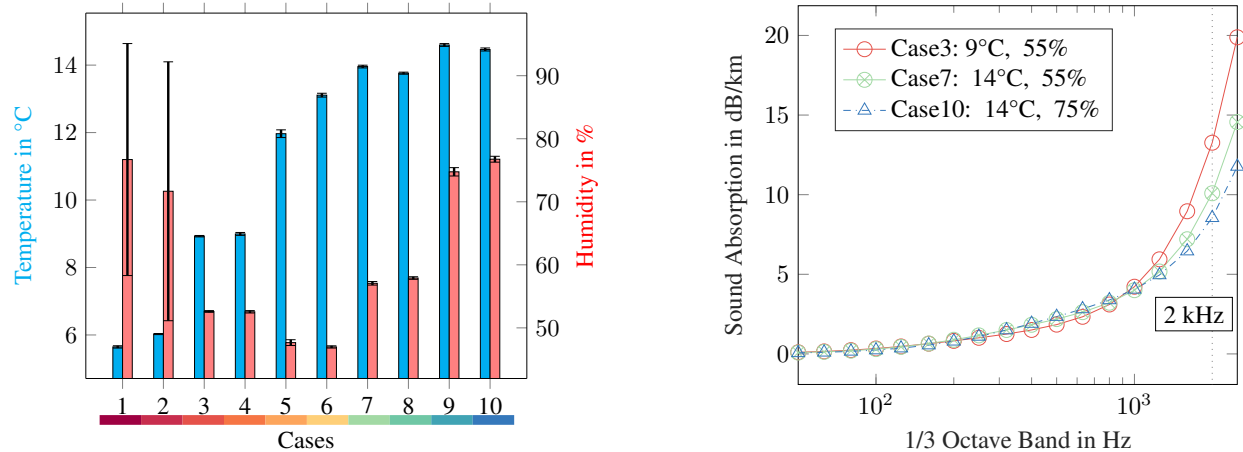 Temperature in °C
14
12
10
8
6
90
80
70
60
50
Humidity in %
1 2 3 4 5 6 7 8 9 10
Cases
Sound Absorption in dB/km
20
15
10
5
0
Case3: 9°C, 55%
Case7: 14°C, 55%
Case10: 14°C, 75%
2 kHz
10² 10³
1/3 Octave Band in Hz